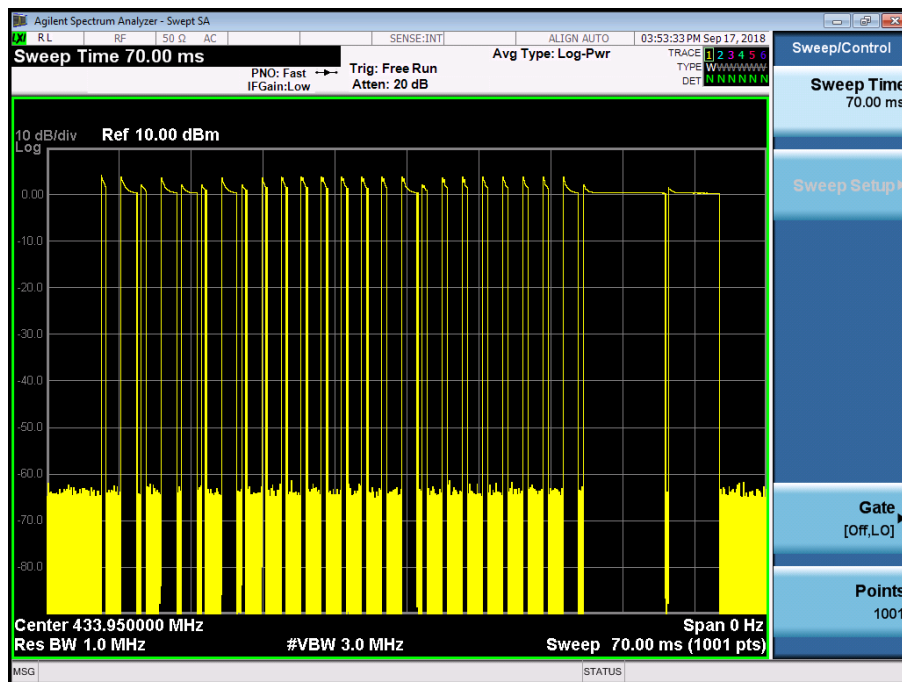 Agilent Spectrum Analyzer - Swept SA
LXI RL RF 50 Ω AC SENSE:INT ALIGN AUTO 03:53:33 PM Sep 17, 2018
Sweep Time 70.00 ms
PNO: Fast
IFGain:Low
Trig: Free Run
Atten: 20 dB
Avg Type: Log-Pwr
TRACE 1 2 3 4 5 6
TYPE WWWWWW
DET N N N N N N
Sweep/Control
Sweep Time
70.00 ms
Sweep Setup
Gate
[Off,LO]
Points
1001
10 dB/div Ref 10.00 dBm
Log
0.00
-10.0
-20.0
-30.0
-40.0
-50.0
-60.0
-70.0
-80.0
Center 433.950000 MHz Span 0 Hz
Res BW 1.0 MHz #VBW 3.0 MHz Sweep 70.00 ms (1001 pts)
MSG STATUS